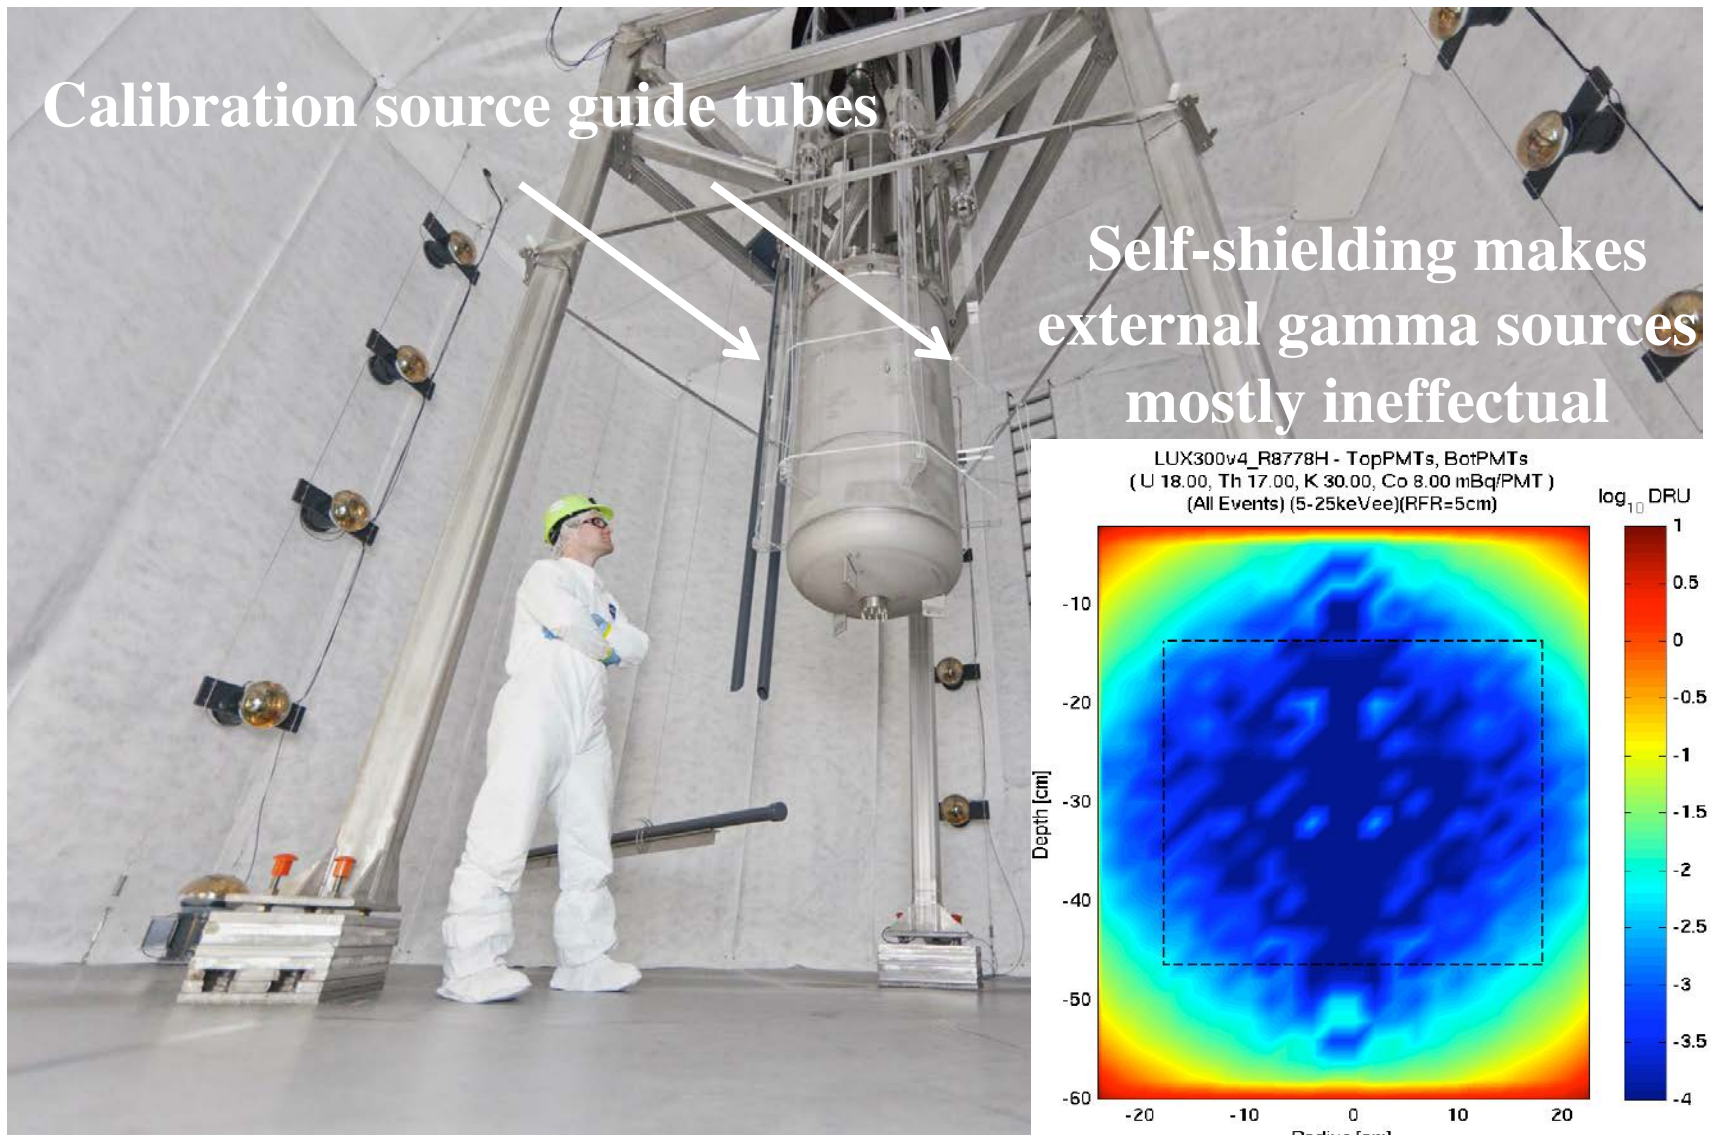 Calibration source guide tubes
Self-shielding makes
external gamma sources
mostly ineffectual
LUX300v4_R8778H - TopPMTs, BotPMTs
( U 18.00, Th 17.00, K 30.00, Co 8.00 mBq/PMT )
(All Events) (5-25keVee)(RFR=5cm)
log₁₀ DRU
1
0.5
0
-0.5
-1
-1.5
-2
-2.5
-3
-3.5
-4
Depth [cm]
-10
-20
-30
-40
-50
-60
-20
-10
0
10
20
Radius [cm]